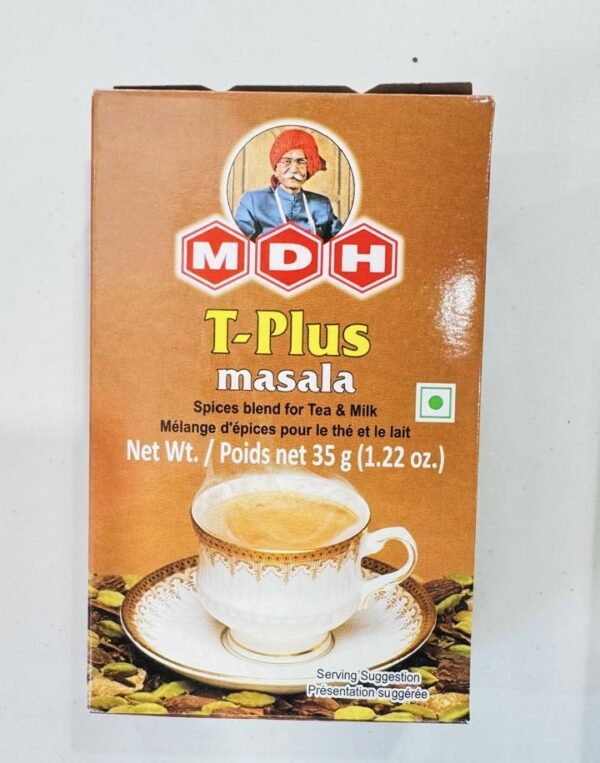 MDH
T-Plus
masala
Spices blend for Tea & Milk
Mélange d'épices pour le thé et le lait
Net Wt. / Poids net 35 g (1.22 oz.)
Serving Suggestion
Présentation suggérée